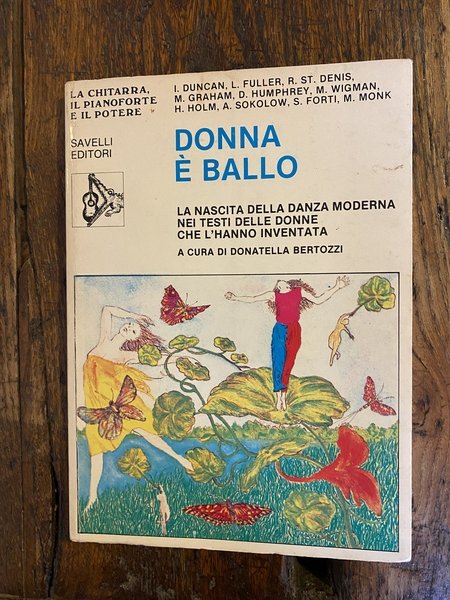 LA CHITARRA,
IL PIANOFORTE
E IL POTERE
SAVELLI
EDITORI
I. DUNCAN, L. FULLER, R. ST. DENIS,
M. GRAHAM, D. HUMPHREY, M. WIGMAN,
H. HOLM, A. SOKOLOW, S. FORTI, M. MONK
DONNA
È BALLO
LA NASCITA DELLA DANZA MODERNA
NEI TESTI DELLE DONNE
CHE L'HANNO INVENTATA
A CURA DI DONATELLA BERTOZZI